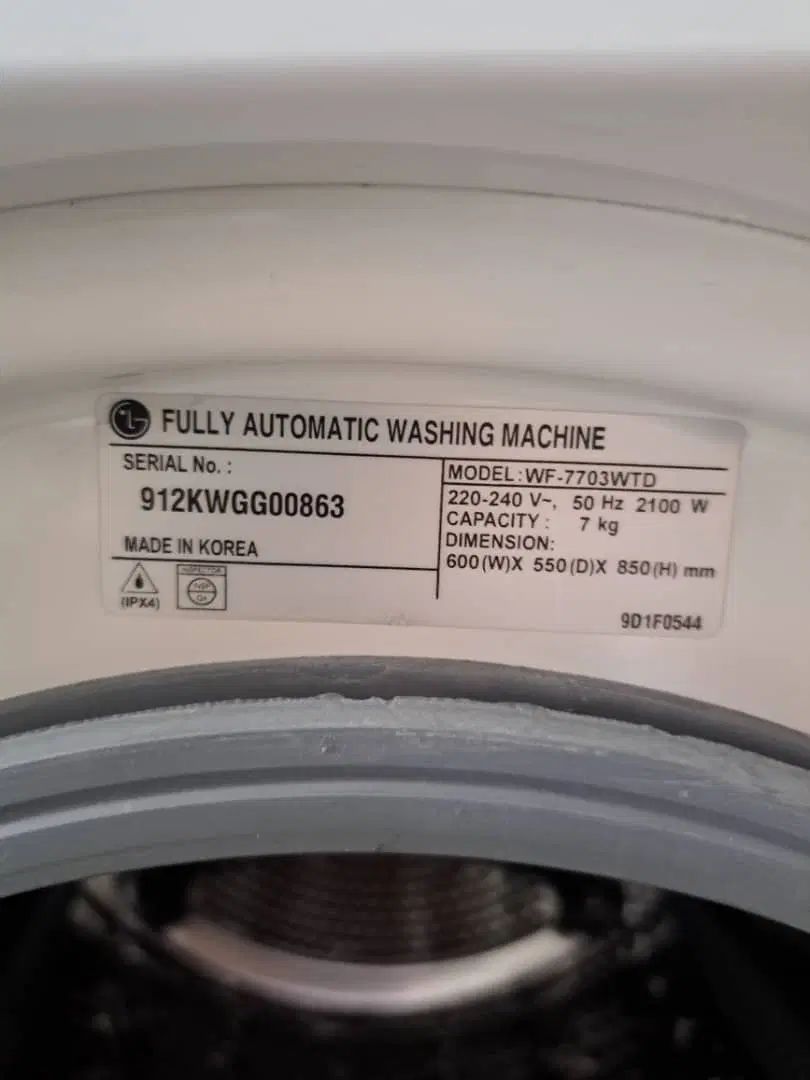 LG FULLY AUTOMATIC WASHING MACHINE
SERIAL No. :
912KWGG00863
MADE IN KOREA
(IPX4)
INSPECTOR
MODEL : WF-7703WTD
220-240 V~, 50 Hz 2100 W
CAPACITY : 7 kg
DIMENSION:
600(W)X 550(D)X 850(H) mm
9D1F0544